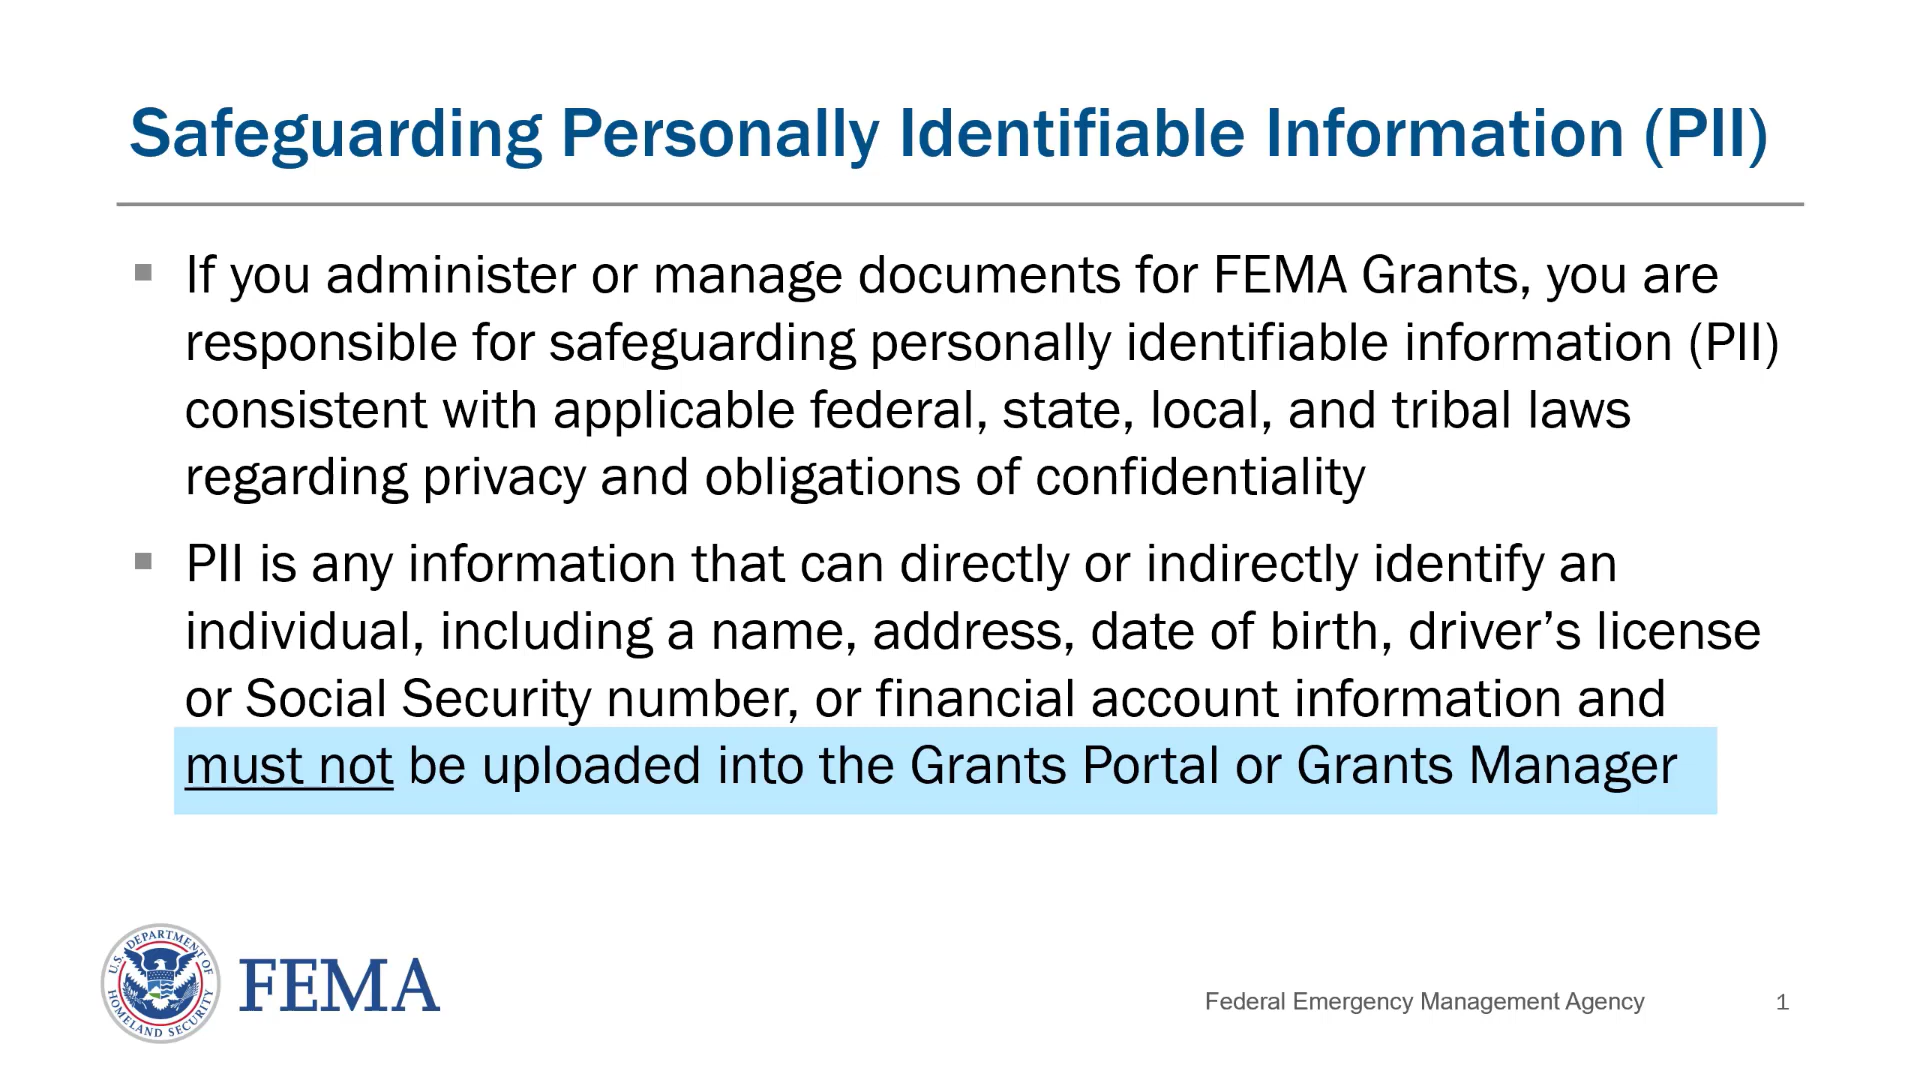 Safeguarding Personally Identifiable Information (PII)
If you administer or manage documents for FEMA Grants, you are
responsible for safeguarding personally identifiable information (PII)
consistent with applicable federal, state, local, and tribal laws
regarding privacy and obligations of confidentiality
PII is any information that can directly or indirectly identify an
individual, including a name, address, date of birth, driver’s license
or Social Security number, or financial account information and
must not be uploaded into the Grants Portal or Grants Manager
U.S. DEPARTMENT OF
HOMELAND SECURITY
FEMA
Federal Emergency Management Agency
1